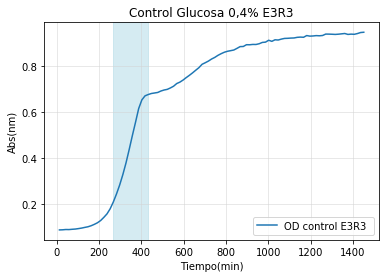 Control Glucosa 0,4% E3R3
Abs(nm)
0.8
0.6
0.4
0.2
OD control E3R3
0 200 400 600 800 1000 1200 1400
Tiempo(min)